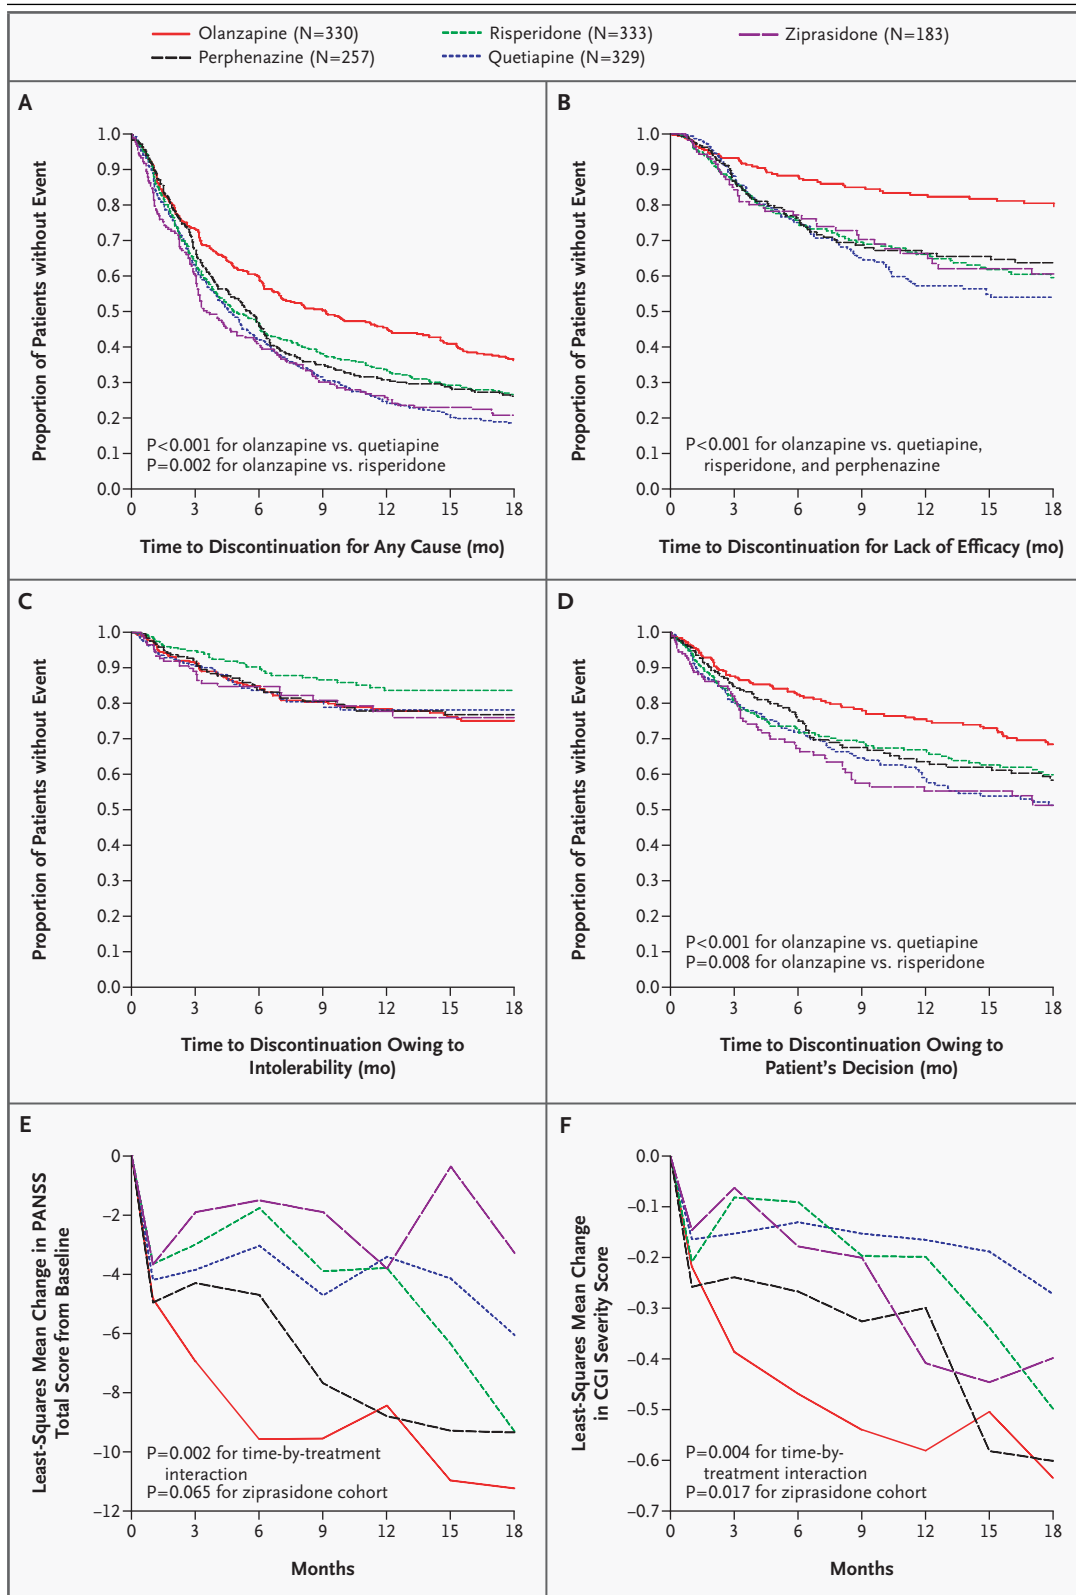 Olanzapine (N=330)
Risperidone (N=333)
Ziprasidone (N=183)
Perphenazine (N=257)
Quetiapine (N=329)
A
Proportion of Patients without Event
1.0
0.9
0.8
0.7
0.6
0.5
0.4
0.3
0.2
0.1
0.0
P<0.001 for olanzapine vs. quetiapine
P=0.002 for olanzapine vs. risperidone
0 3 6 9 12 15 18
Time to Discontinuation for Any Cause (mo)
B
Proportion of Patients without Event
1.0
0.9
0.8
0.7
0.6
0.5
0.4
0.3
0.2
0.1
0.0
P<0.001 for olanzapine vs. quetiapine,
risperidone, and perphenazine
0 3 6 9 12 15 18
Time to Discontinuation for Lack of Efficacy (mo)
C
Proportion of Patients without Event
1.0
0.9
0.8
0.7
0.6
0.5
0.4
0.3
0.2
0.1
0.0
0 3 6 9 12 15 18
Time to Discontinuation Owing to
Intolerability (mo)
D
Proportion of Patients without Event
1.0
0.9
0.8
0.7
0.6
0.5
0.4
0.3
0.2
0.1
0.0
P<0.001 for olanzapine vs. quetiapine
P=0.008 for olanzapine vs. risperidone
0 3 6 9 12 15 18
Time to Discontinuation Owing to
Patient's Decision (mo)
E
Least-Squares Mean Change in PANSS
Total Score from Baseline
0
−2
−4
−6
−8
−10
−12
P=0.002 for time-by-treatment
interaction
P=0.065 for ziprasidone cohort
0 3 6 9 12 15 18
Months
F
Least-Squares Mean Change
in CGI Severity Score
0.0
−0.1
−0.2
−0.3
−0.4
−0.5
−0.6
−0.7
P=0.004 for time-by-
treatment interaction
P=0.017 for ziprasidone cohort
0 3 6 9 12 15 18
Months